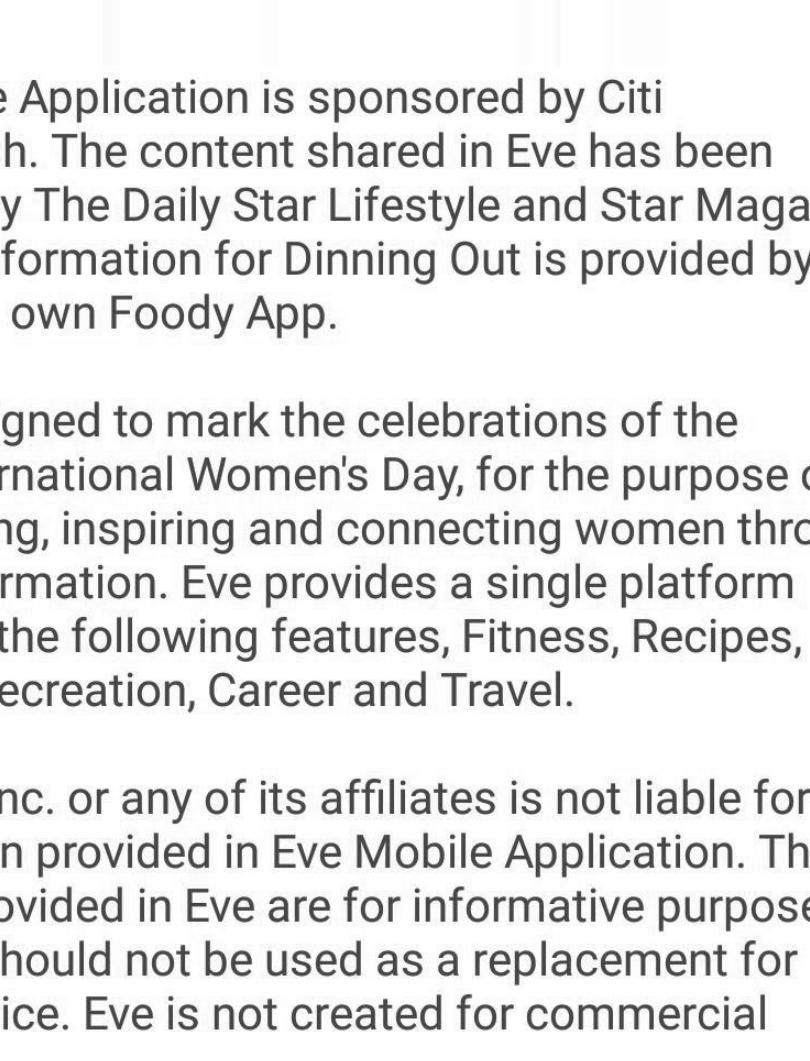 e Application is sponsored by Citi
h. The content shared in Eve has been
y The Daily Star Lifestyle and Star Maga
formation for Dinning Out is provided by
own Foody App.
gned to mark the celebrations of the
rnational Women's Day, for the purpose o
ng, inspiring and connecting women thro
rmation. Eve provides a single platform
the following features, Fitness, Recipes,
ecreation, Career and Travel.
nc. or any of its affiliates is not liable for
n provided in Eve Mobile Application. Th
ovided in Eve are for informative purpose
hould not be used as a replacement for
ice. Eve is not created for commercial